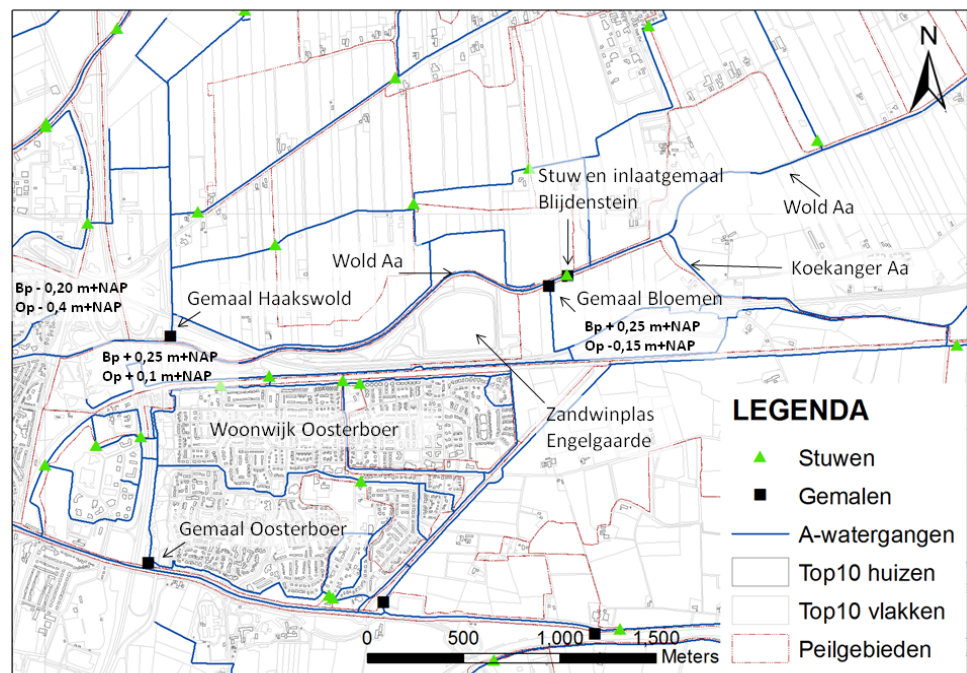 N
Stuw en inlaatgemaal
Blijdenstein
Wold Aa
Wold Aa
Koekanger Aa
Bp - 0,20 m+NAP
Op - 0,4 m+NAP
Gemaal Haakswold
Gemaal Bloemen
Bp + 0,25 m+NAP
Op -0,15 m+NAP
Bp + 0,25 m+NAP
Op + 0,1 m+NAP
Zandwinplas
Engelgaarde
Woonwijk Oosterboer
Gemaal Oosterboer
LEGENDA
Stuwen
Gemalen
A-watergangen
Top10 huizen
Top10 vlakken
Peilgebieden
0 500 1.000 1.500
Meters